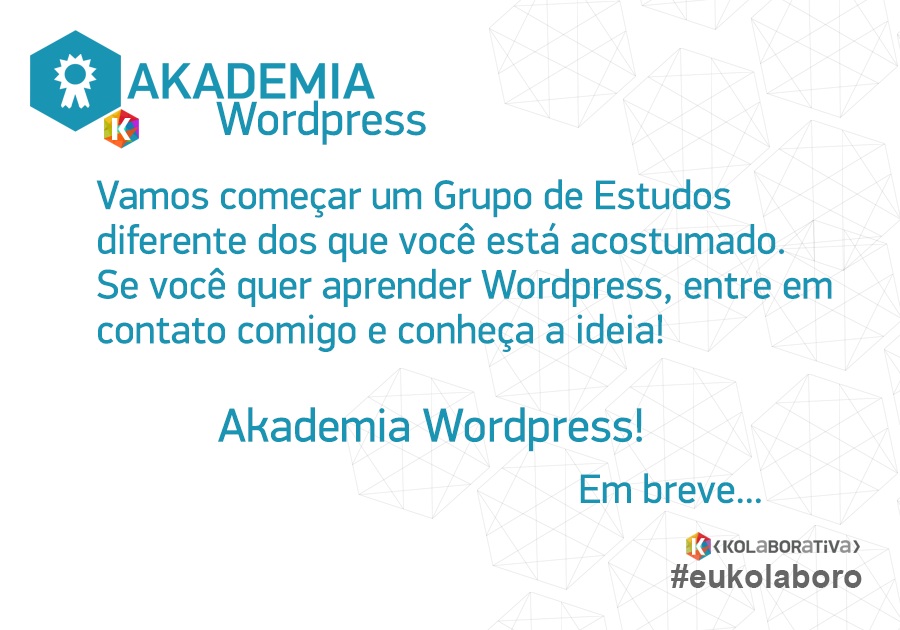 AKADEMIA
Wordpress
K
Vamos começar um Grupo de Estudos
diferente dos que você está acostumado.
Se você quer aprender Wordpress, entre em
contato comigo e conheça a ideia!
Akademia Wordpress!
Em breve...
K <KOLaBORaTiVa>
#eukolaboro